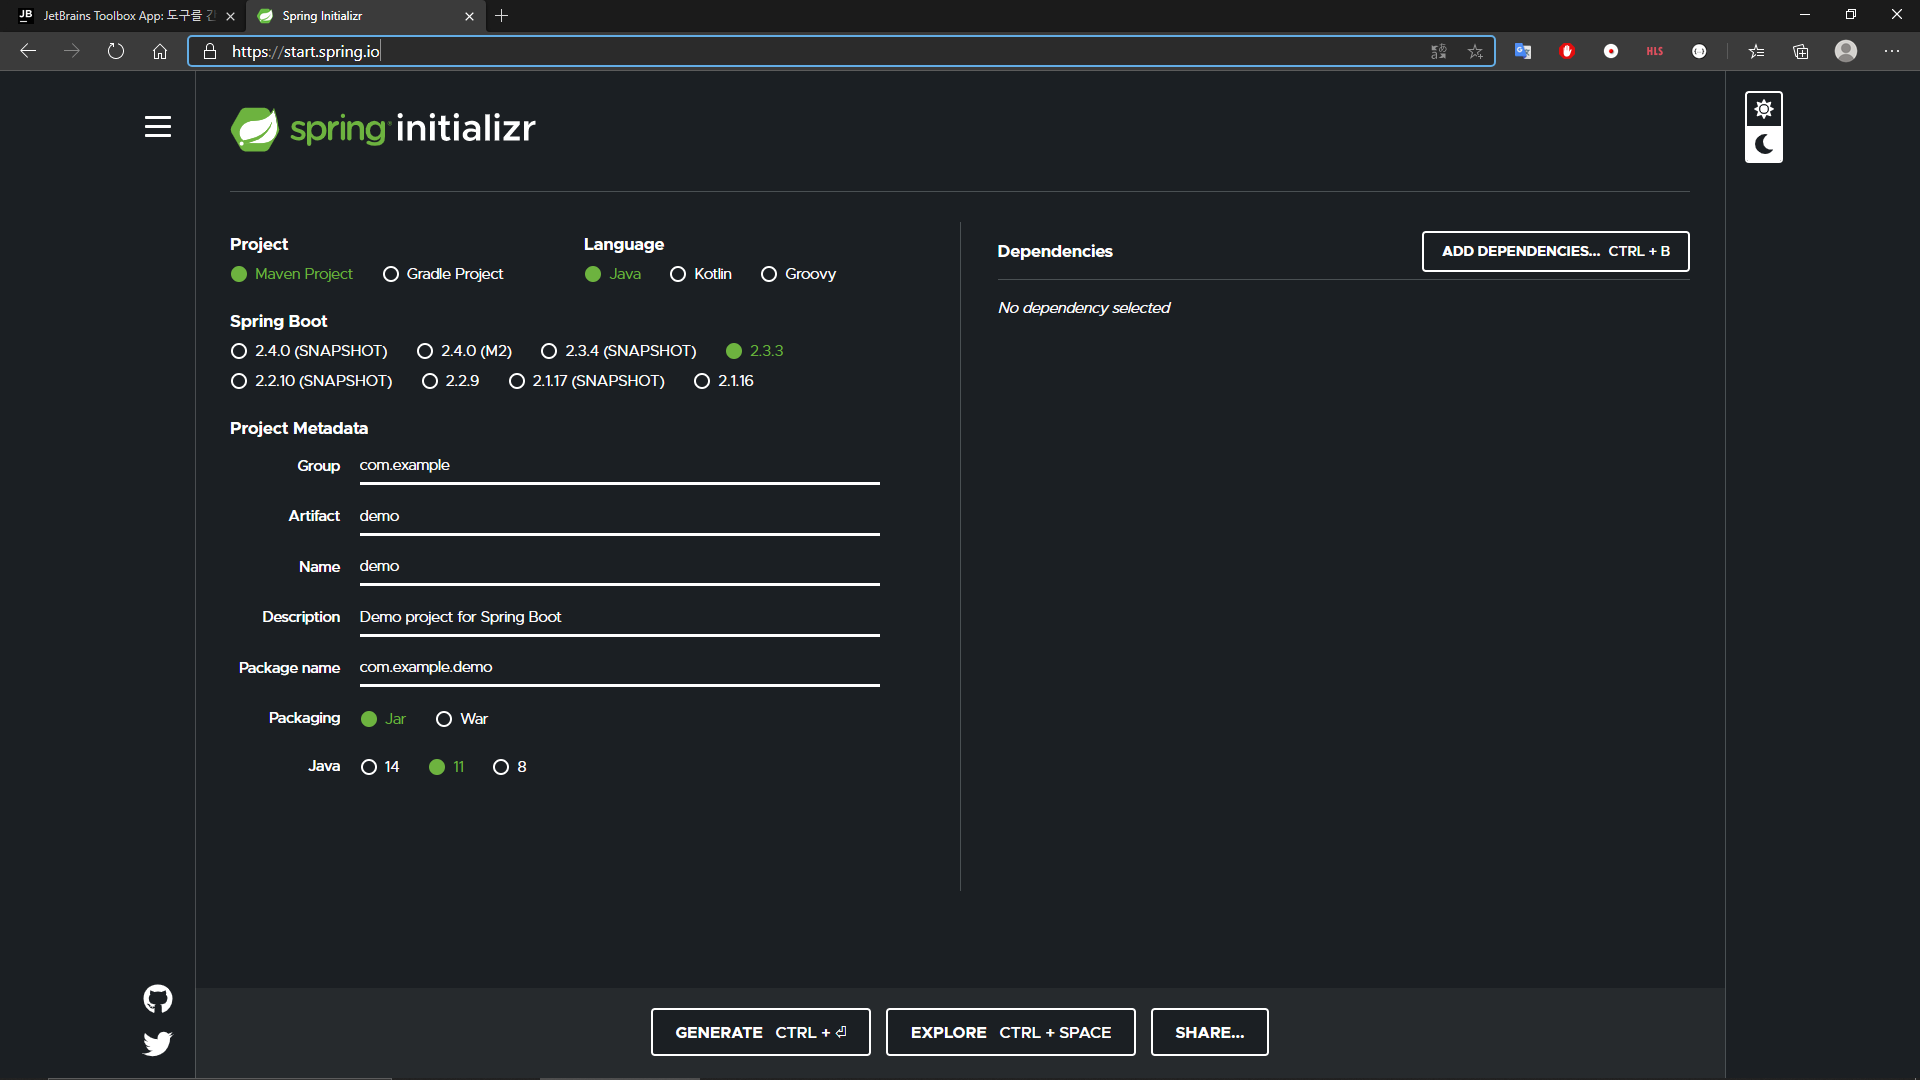 JB JetBrains Toolbox App: 도구를
Spring Initializr
https://start.spring.io
HLS
spring initializr
Project
Maven Project
Gradle Project
Language
Java
Kotlin
Groovy
Spring Boot
2.4.0 (SNAPSHOT)
2.4.0 (M2)
2.3.4 (SNAPSHOT)
2.3.3
2.2.10 (SNAPSHOT)
2.2.9
2.1.17 (SNAPSHOT)
2.1.16
Project Metadata
Group
com.example
Artifact
demo
Name
demo
Description
Demo project for Spring Boot
Package name
com.example.demo
Packaging
Jar
War
Java
14
11
8
Dependencies
ADD DEPENDENCIES... CTRL + B
No dependency selected
GENERATE CTRL + ⏎
EXPLORE CTRL + SPACE
SHARE...